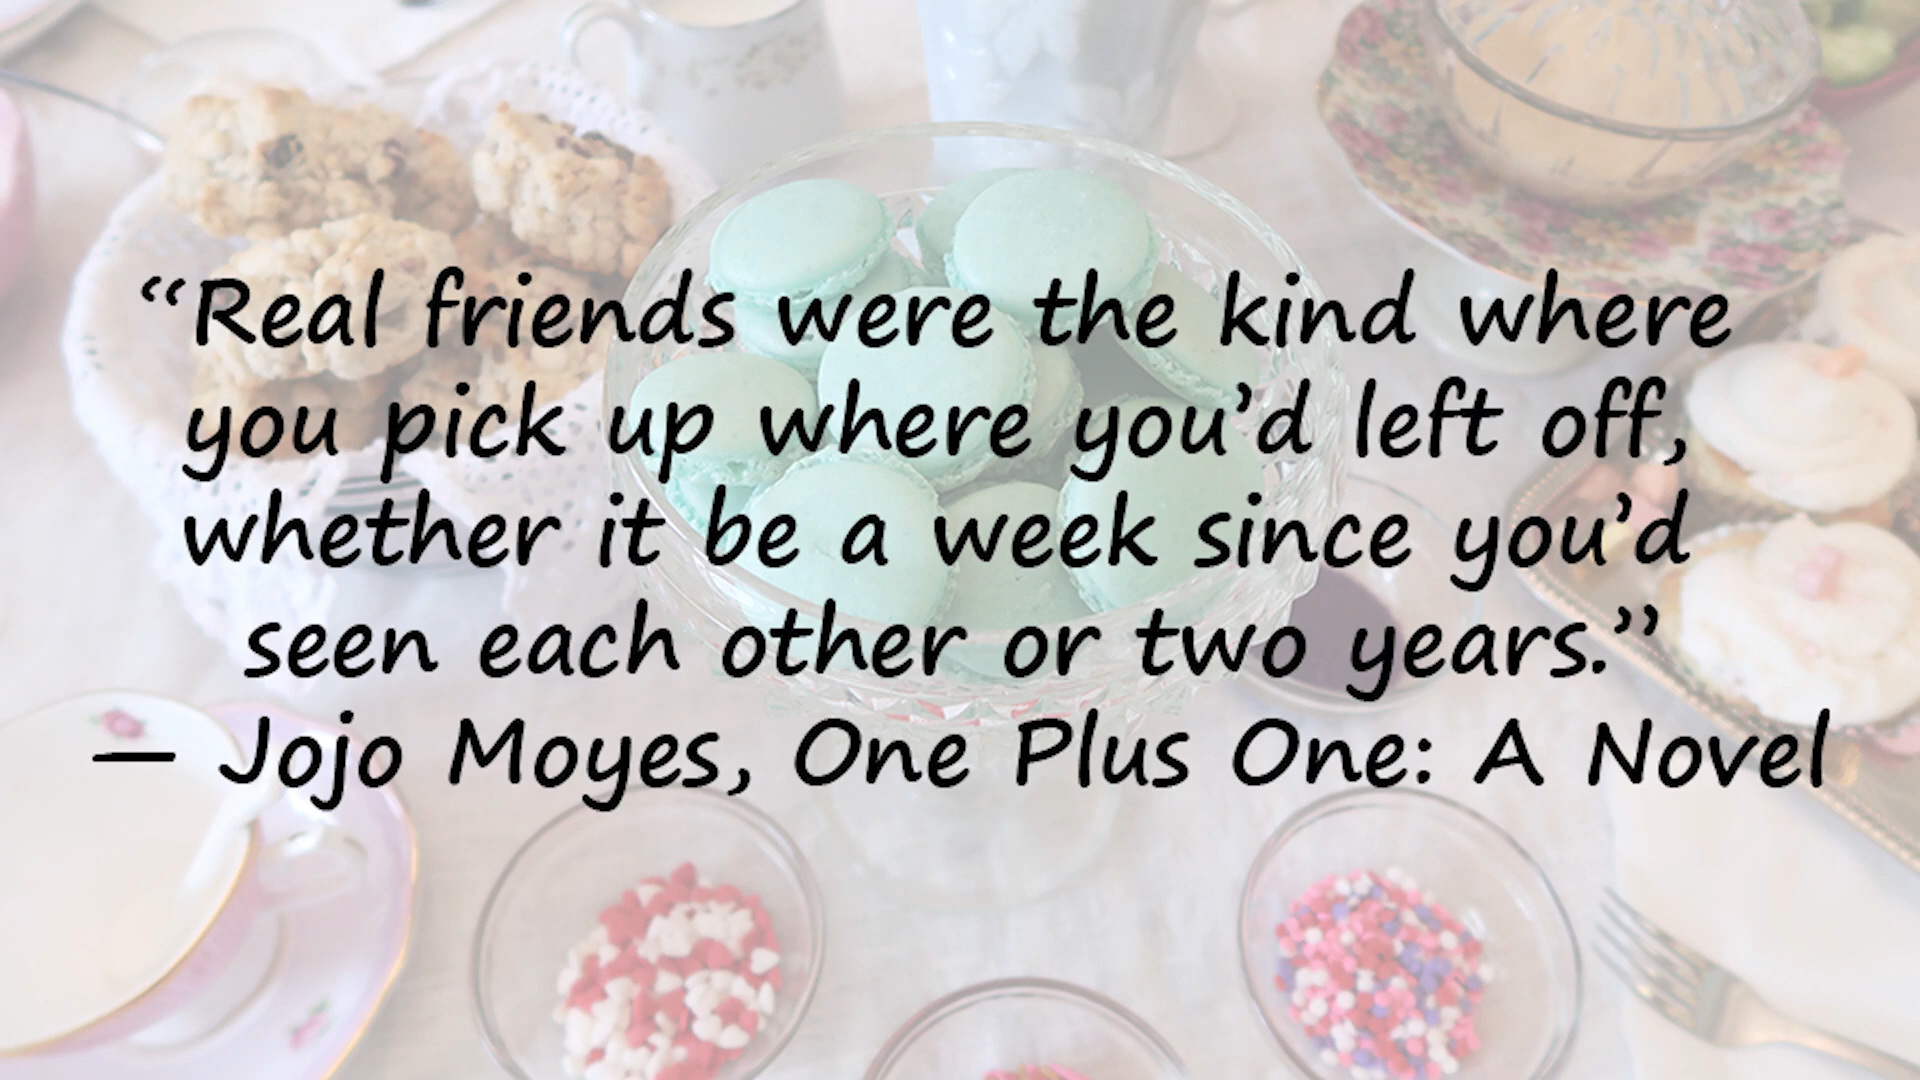 “Real friends were the kind where
you pick up where you’d left off,
whether it be a week since you’d
seen each other or two years.”
— Jojo Moyes, One Plus One: A Novel